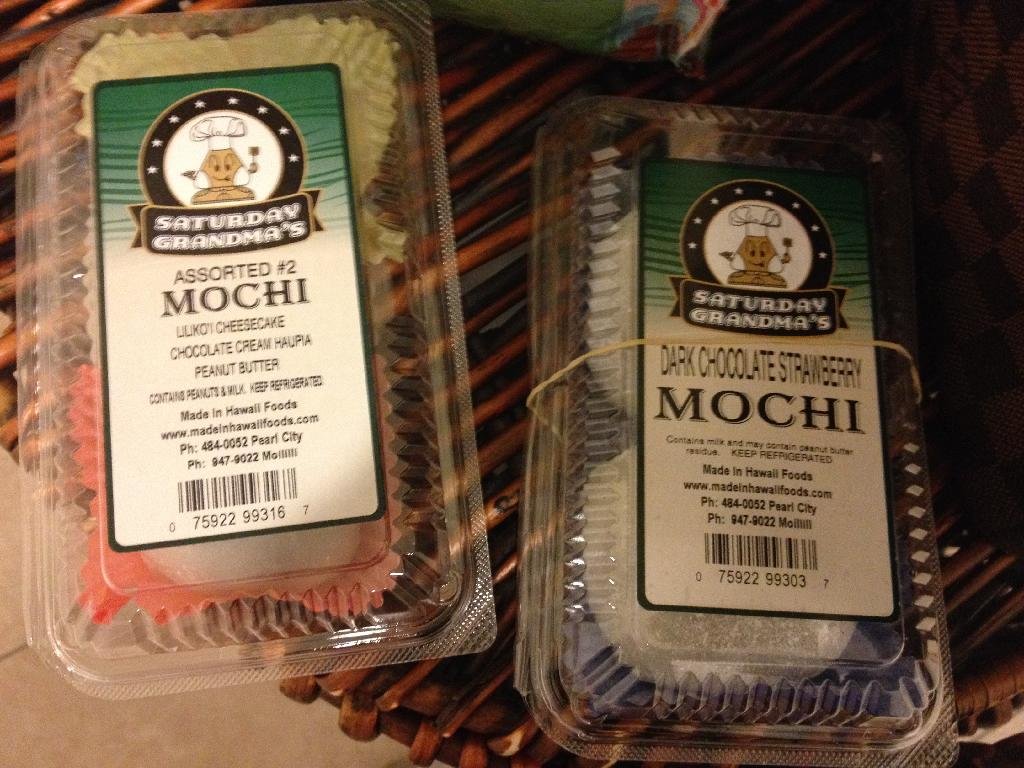 SATURDAY
GRANDMA'S
ASSORTED #2
MOCHI
LILIKO'I CHEESECAKE
CHOCOLATE CREAM HAUPIA
PEANUT BUTTER
CONTAINS PEANUTS & MILK. KEEP REFRIGERATED.
Made In Hawaii Foods
www.madeinhawaiifoods.com
Ph: 484-0052 Pearl City
Ph: 947-9022 Moiliili
0 75922 99316 7
SATURDAY
GRANDMA'S
DARK CHOCOLATE STRAWBERRY
MOCHI
Contains milk and may contain peanut butter
residue. KEEP REFRIGERATED
Made In Hawaii Foods
www.madeinhawaiifoods.com
Ph: 484-0052 Pearl City
Ph: 947-9022 Moiliili
0 75922 99303 7